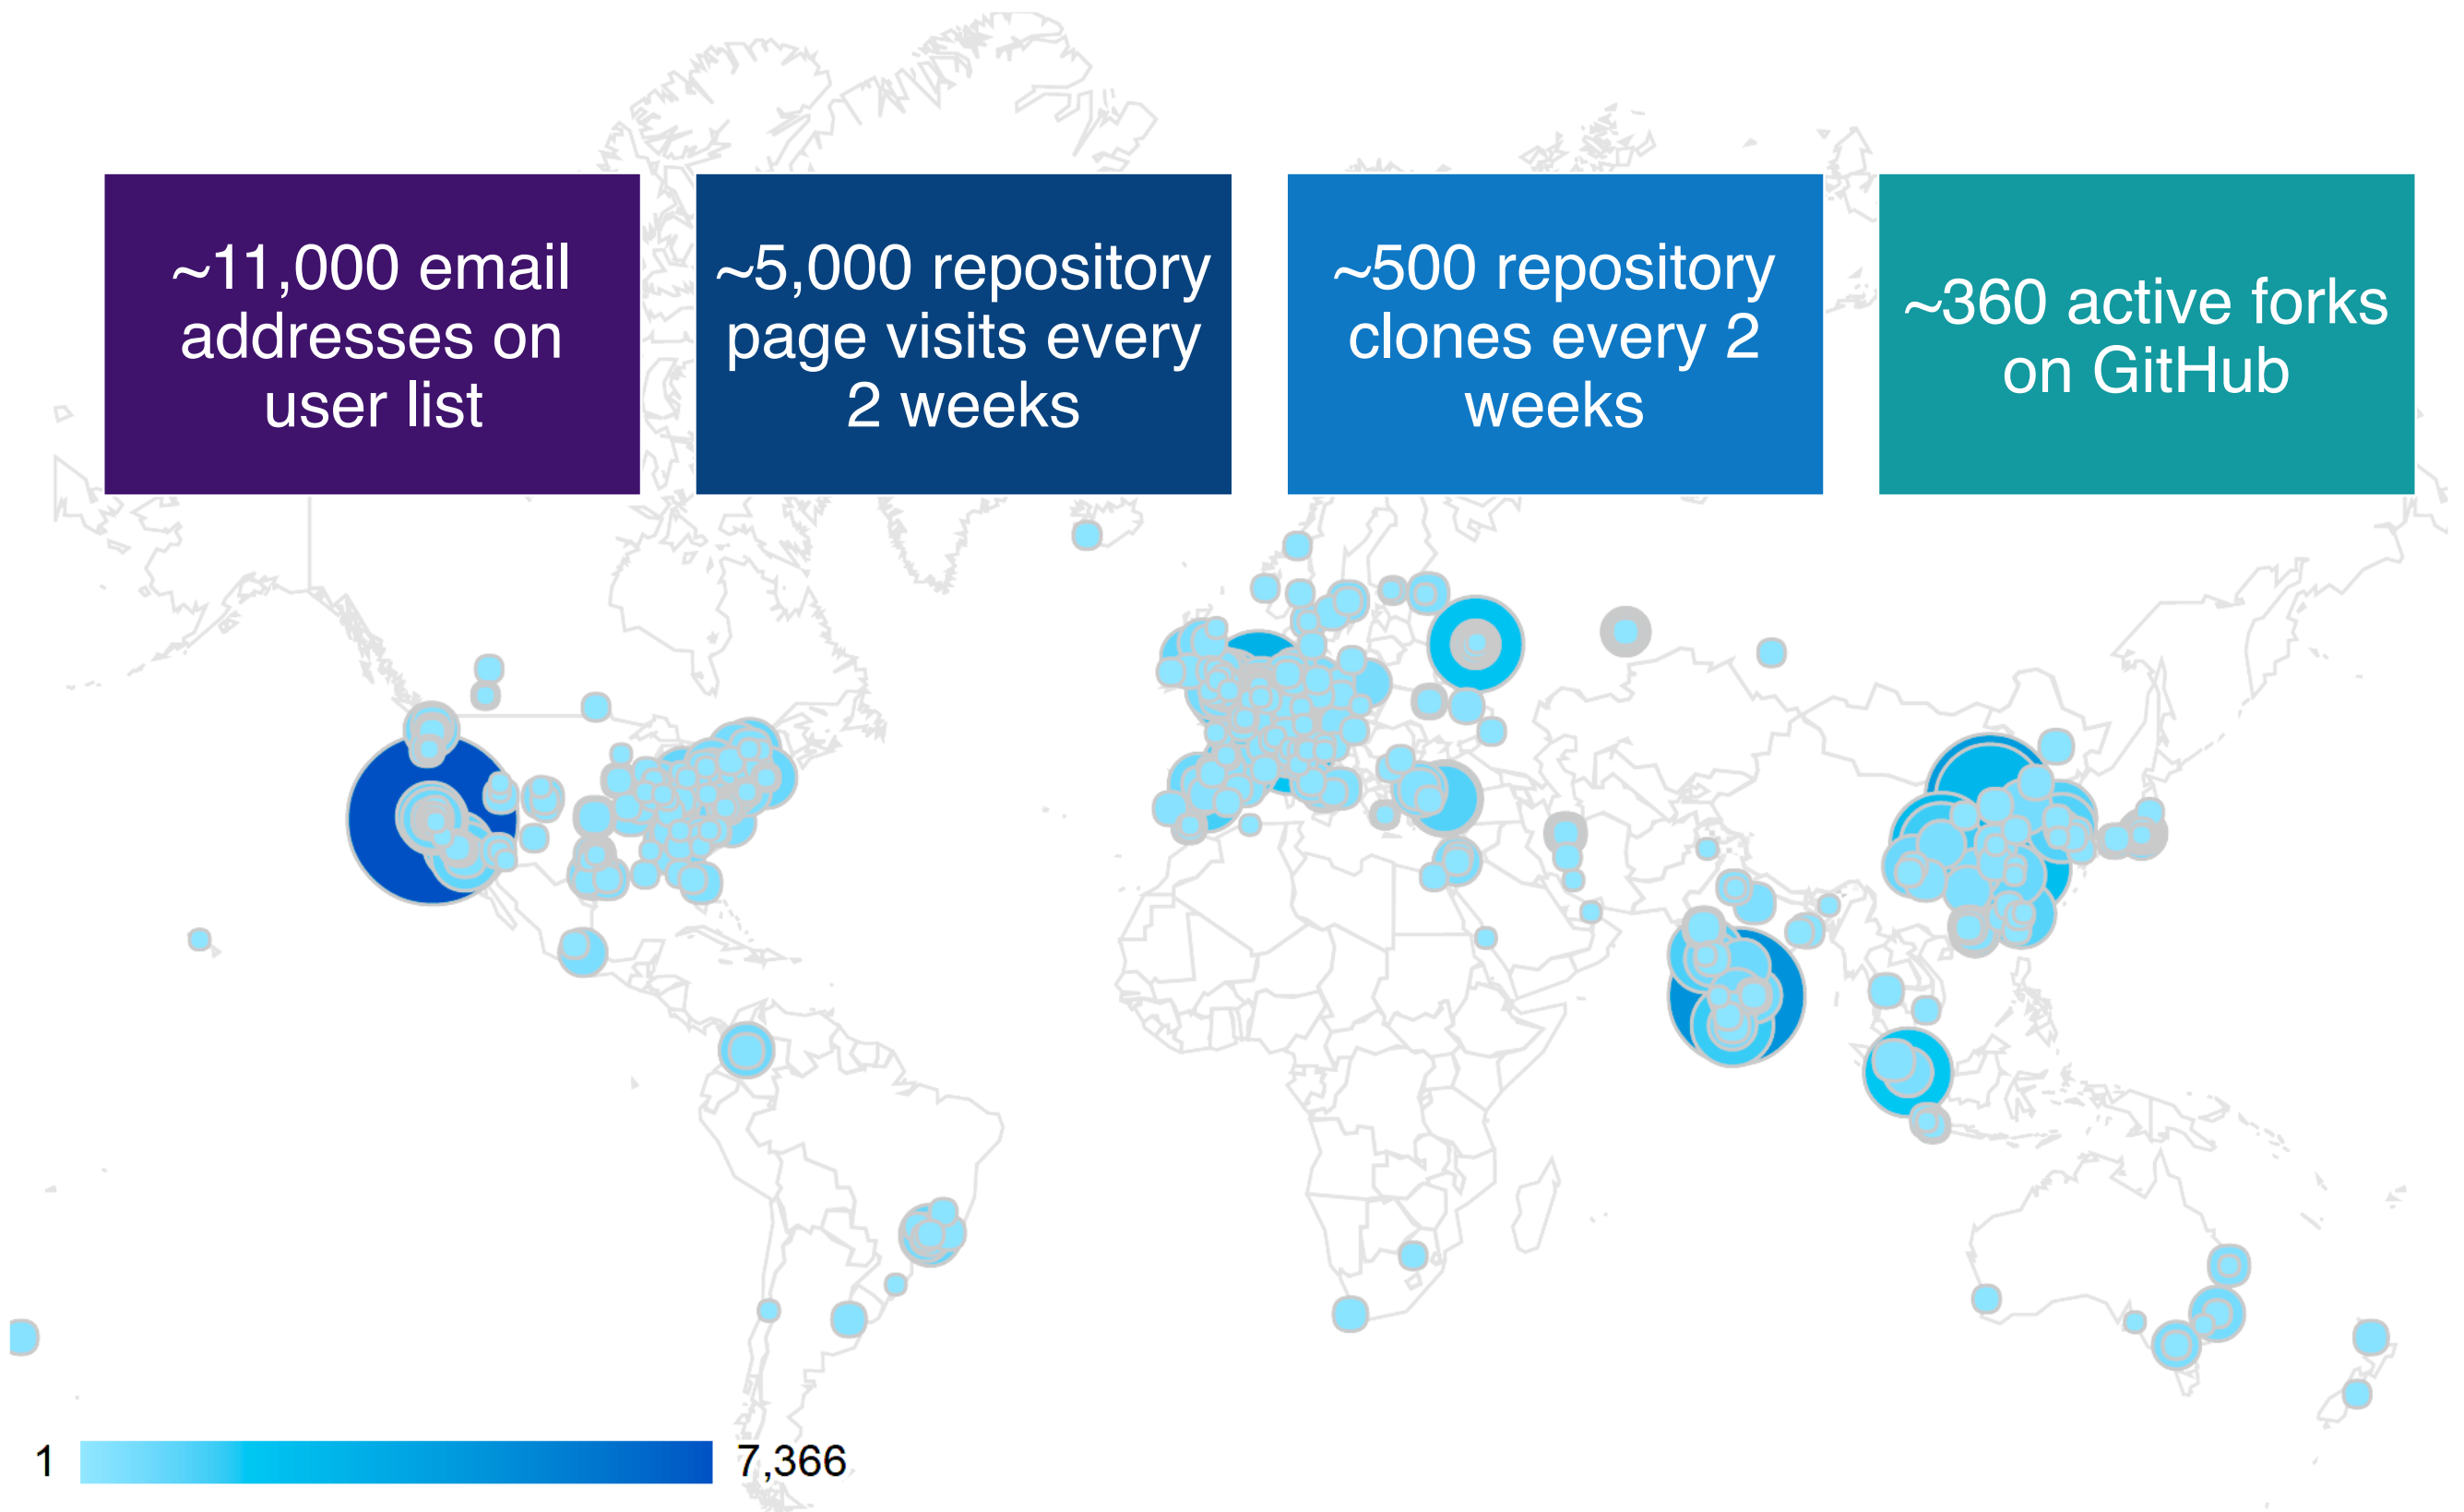 ~11,000 email
addresses on
user list
~5,000 repository
page visits every
2 weeks
~500 repository
clones every 2
weeks
~360 active forks
on GitHub
1
7,366